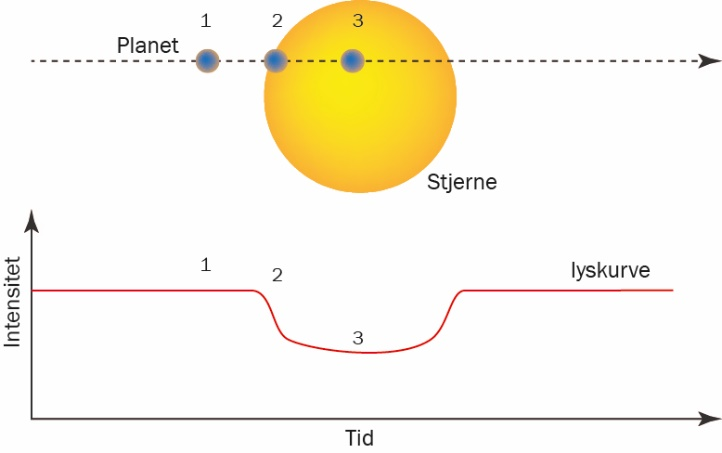 1 2 3
Planet
Stjerne
Intensitet
1 2 3
lyskurve
Tid